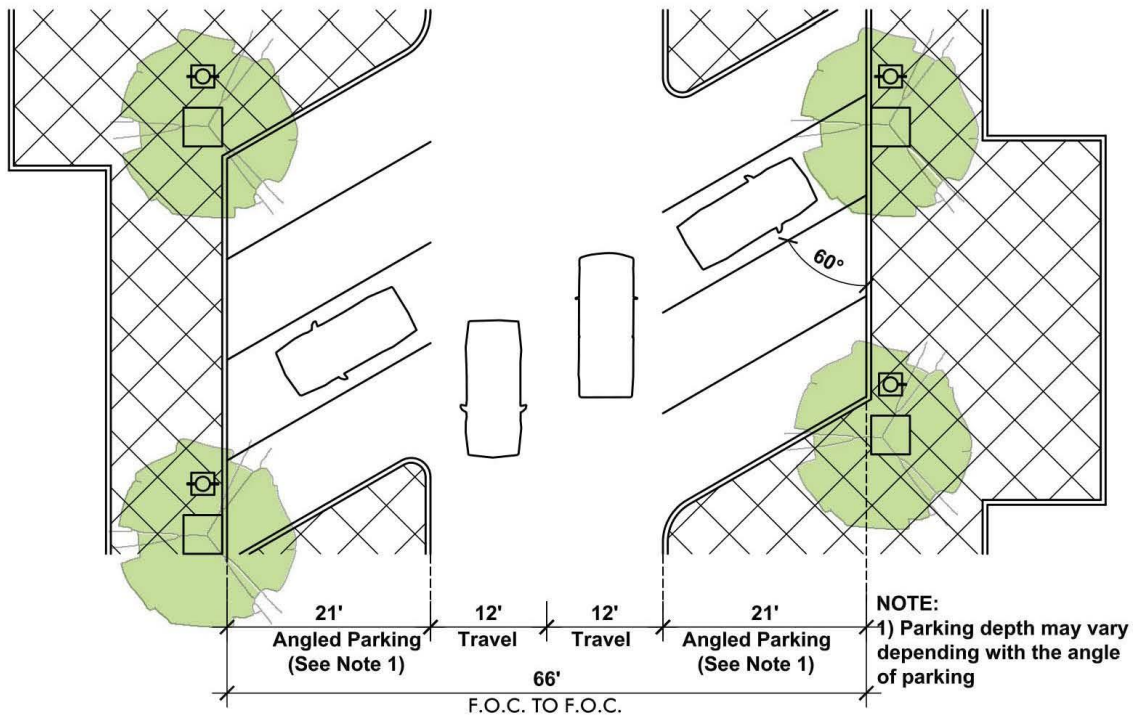 60°
21'
12'
12'
21'
Angled Parking
(See Note 1)
Travel
Travel
Angled Parking
(See Note 1)
66'
F.O.C. TO F.O.C.
NOTE:
1) Parking depth may vary
depending with the angle
of parking